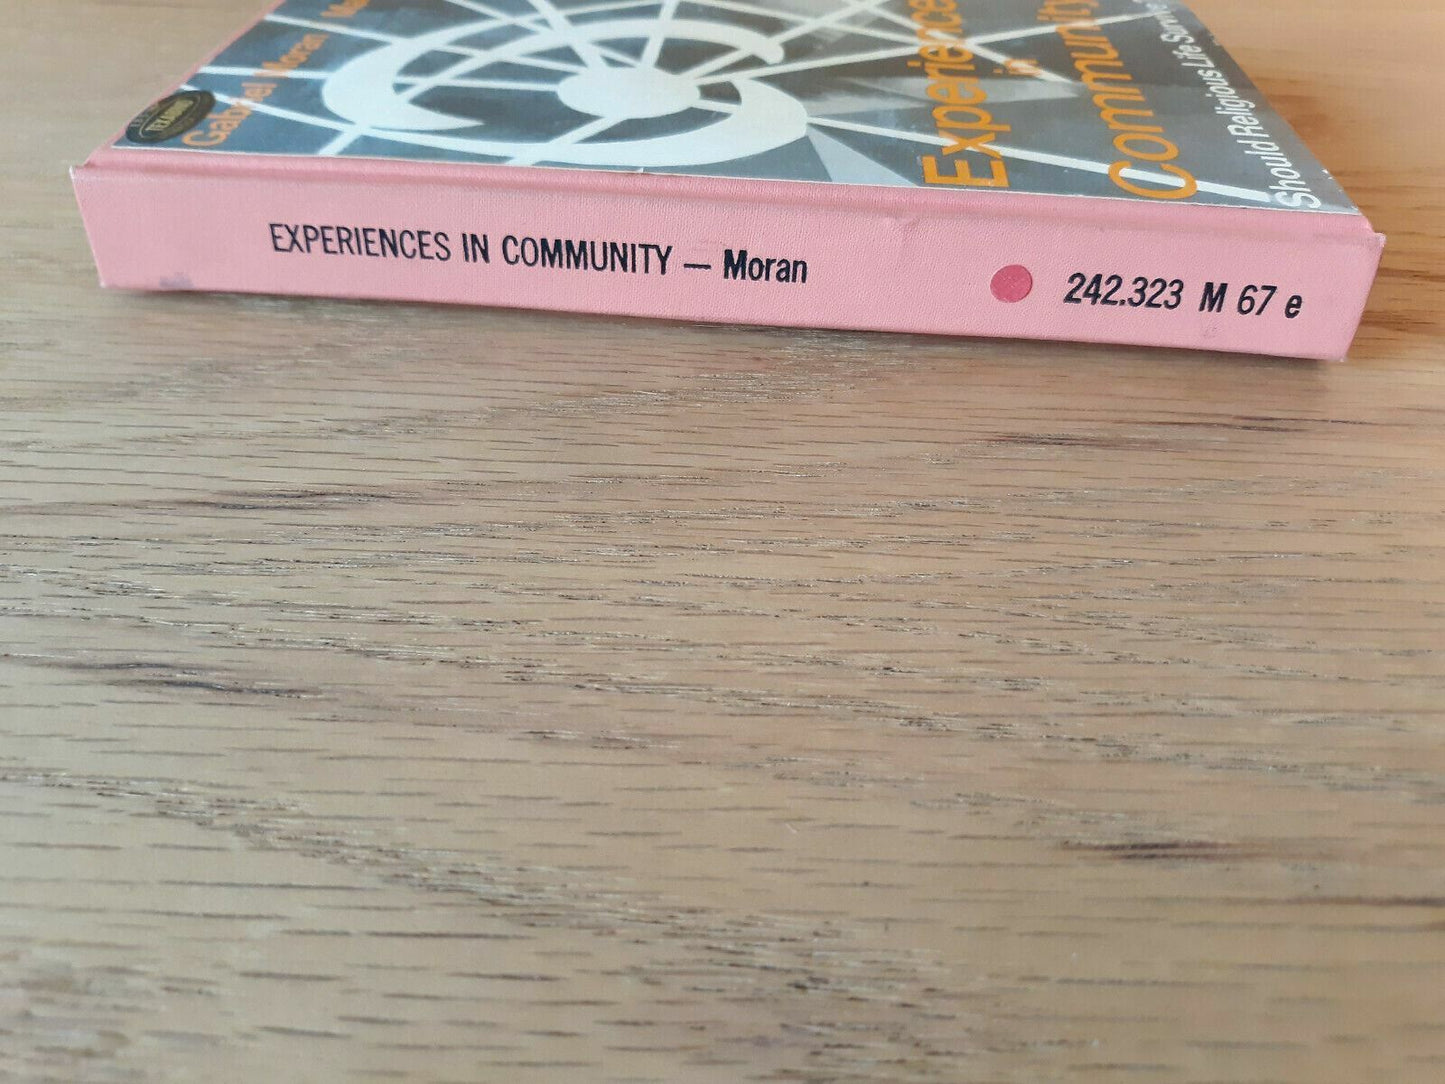 Gabriel Moran
Experiences
in
Community
Should Religious Life Survive?
EXPERIENCES IN COMMUNITY — Moran
242.323 M 67 e